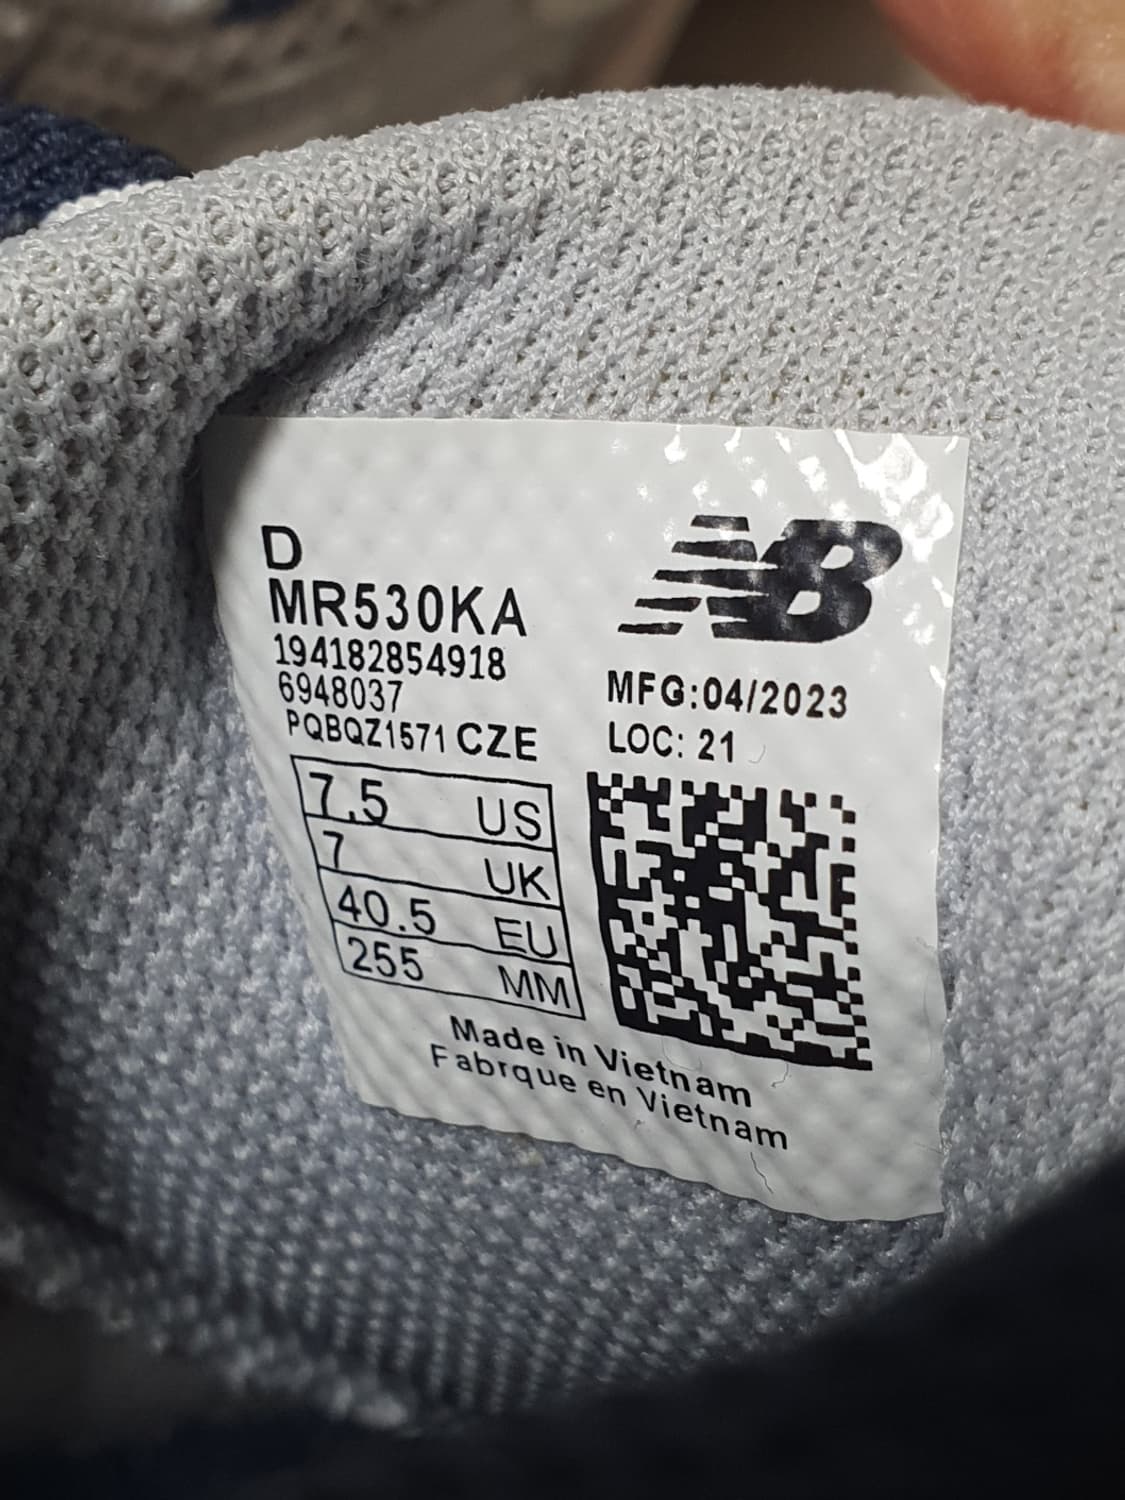 D
MR530KA
194182854918
6948037
PQBQZ1571 CZE
7.5 US
7 UK
40.5 EU
255 MM
NB
MFG:04/2023
LOC: 21
Made in Vietnam
Fabrque en Vietnam